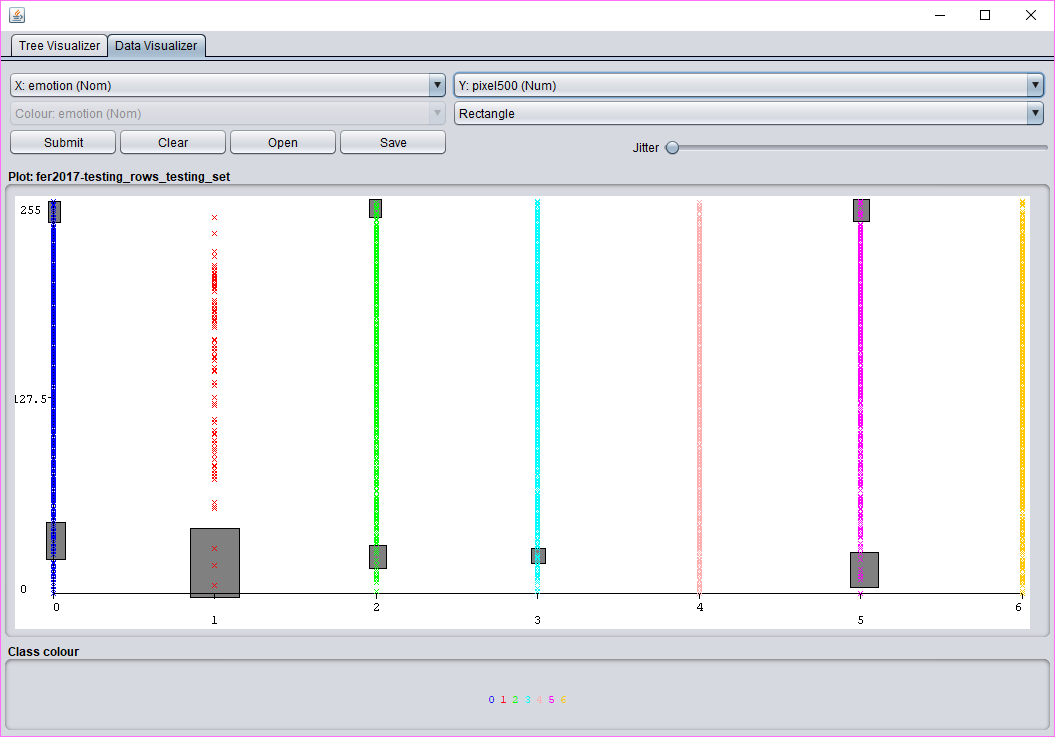 Tree Visualizer Data Visualizer
X: emotion (Nom) Y: pixel500 (Num)
Colour: emotion (Nom) Rectangle
Submit Clear Open Save Jitter
Plot: fer2017-testing_rows_testing_set
255
127.5
0
0 2 4 6
1 3 5
Class colour
0 1 2 3 4 5 6